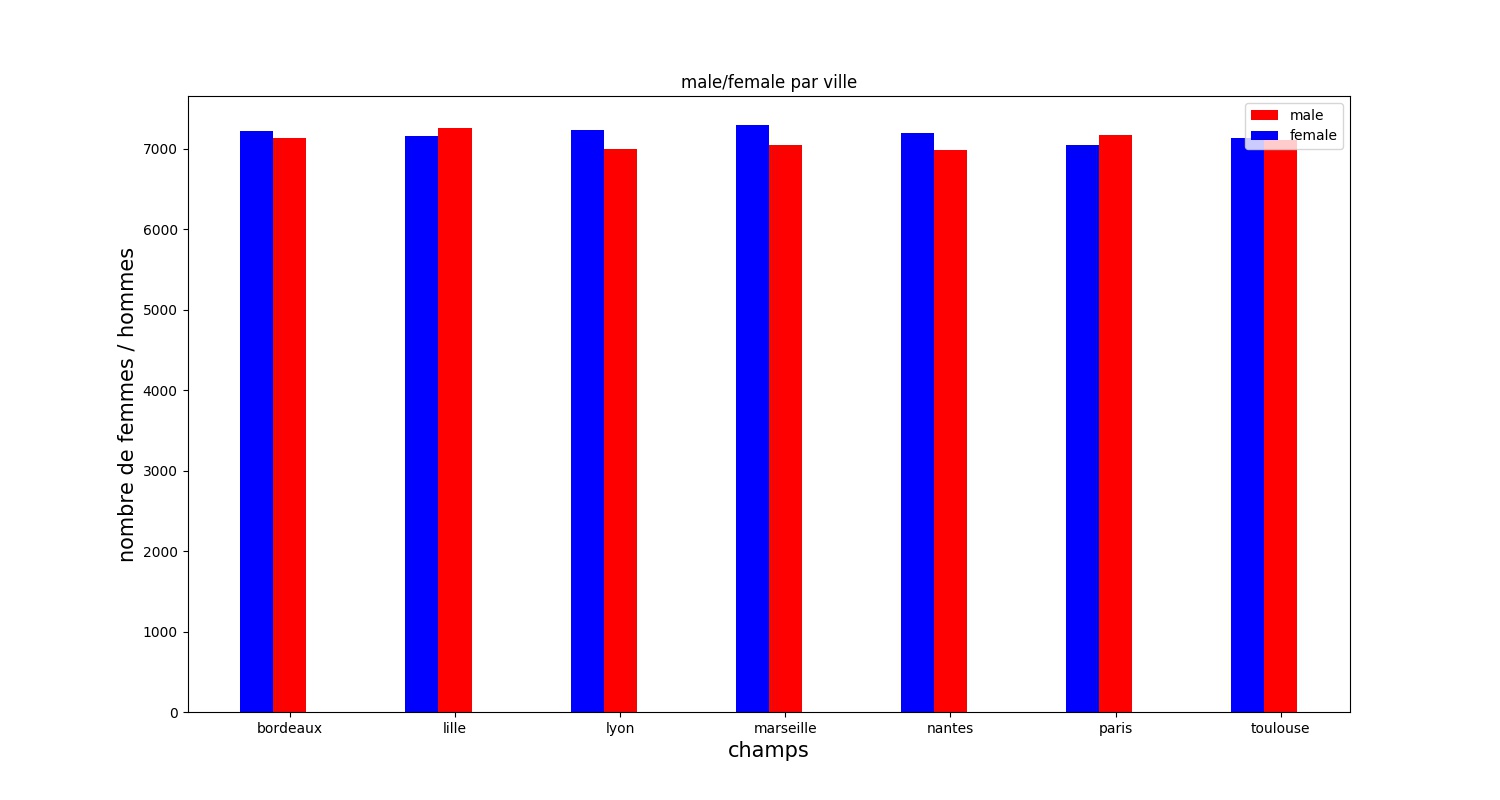 male/female par ville
male
female
nombre de femmes / hommes
7000
6000
5000
4000
3000
2000
1000
0
bordeaux lille lyon marseille nantes paris toulouse
champs